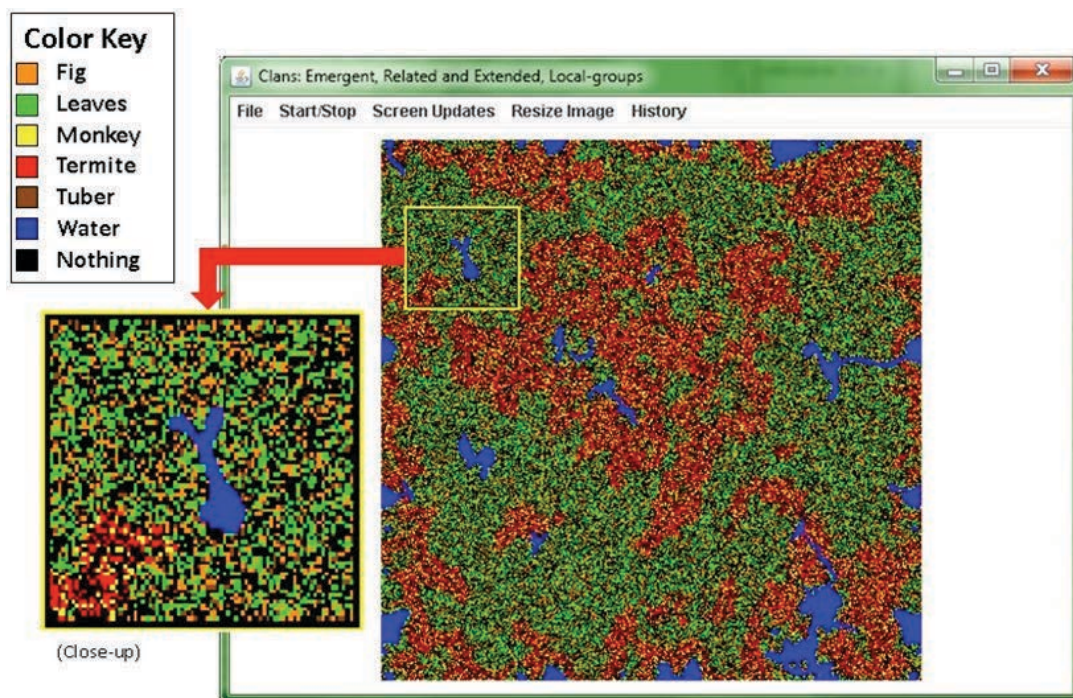 Color Key
Fig
Leaves
Monkey
Termite
Tuber
Water
Nothing
Clans: Emergent, Related and Extended, Local-groups
File Start/Stop Screen Updates Resize Image History
(Close-up)